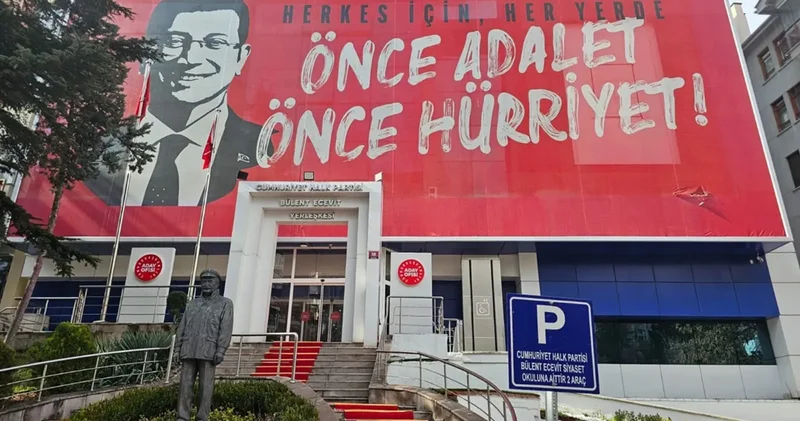 HERKES İÇİN, HER YERDE
ÖNCE ADALET
ÖNCE HÜRRİYET!
CUMHURİYET HALK PARTİSİ
BÜLENT ECEVİT
YERLEŞKESİ
ADAY
OFİSİ
ADAY
OFİSİ
P
CUMHURİYET HALK PARTİSİ
BÜLENT ECEVİT SİYASET
OKULUNA AİTTİR 2 ARAÇ